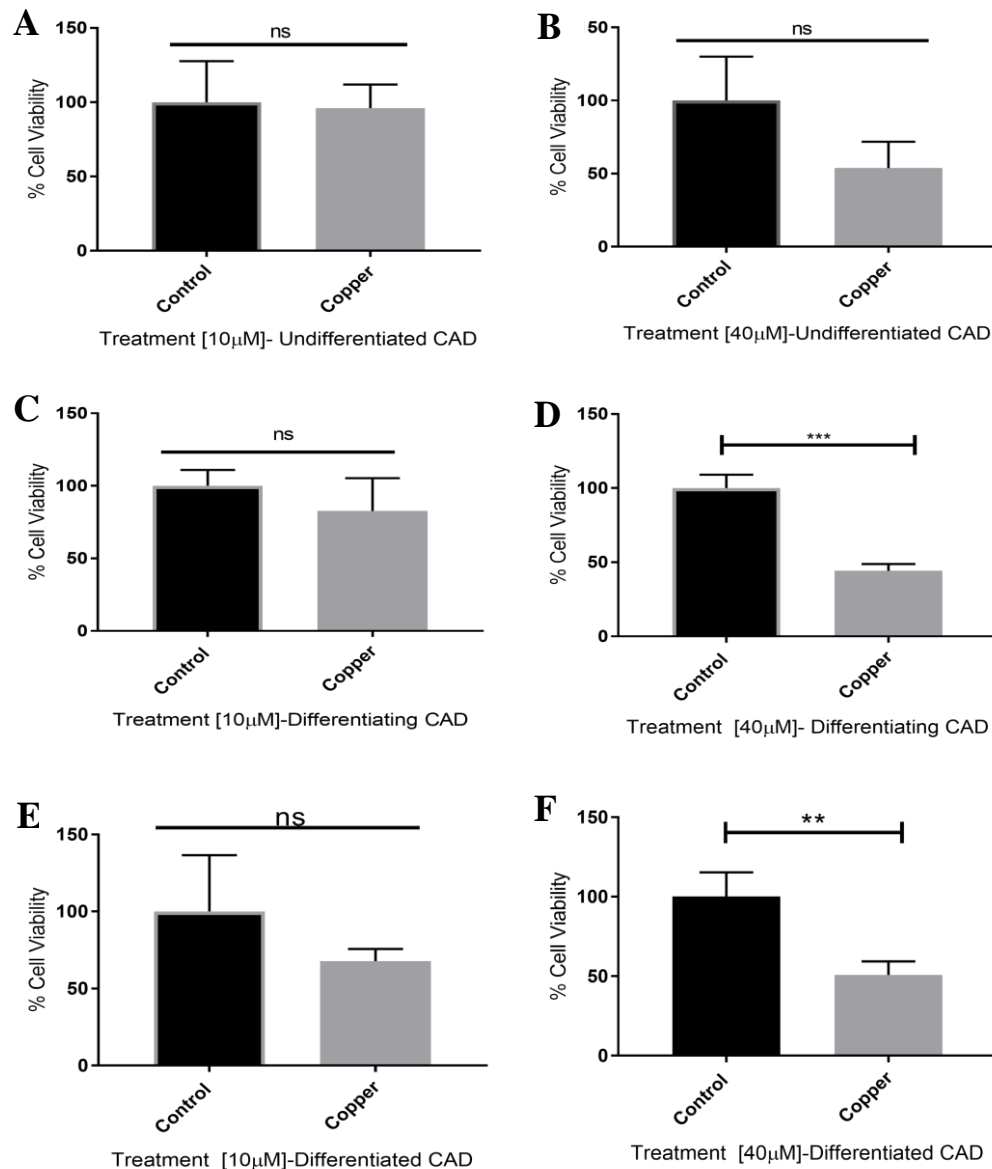 A
ns
150
100
50
0
% Cell Viability
Control
Copper
Treatment [10μM]- Undifferentiated CAD
B
ns
50
100
50
0
% Cell Viability
Control
Copper
Treatment [40μM]-Undifferentiated CAD
C
ns
150
100
50
0
% Cell Viability
Control
Copper
Treatment [10μM]-Differentiating CAD
D
***
150
100
50
0
% Cell Viability
Control
Copper
Treatment [40μM]- Differentiating CAD
E
ns
150
100
50
0
% Cell Viability
Control
Copper
Treatment [10μM]-Differentiated CAD
F
**
150
100
50
0
% Cell Viability
Control
Copper
Treatment [40μM]-Differentiated CAD